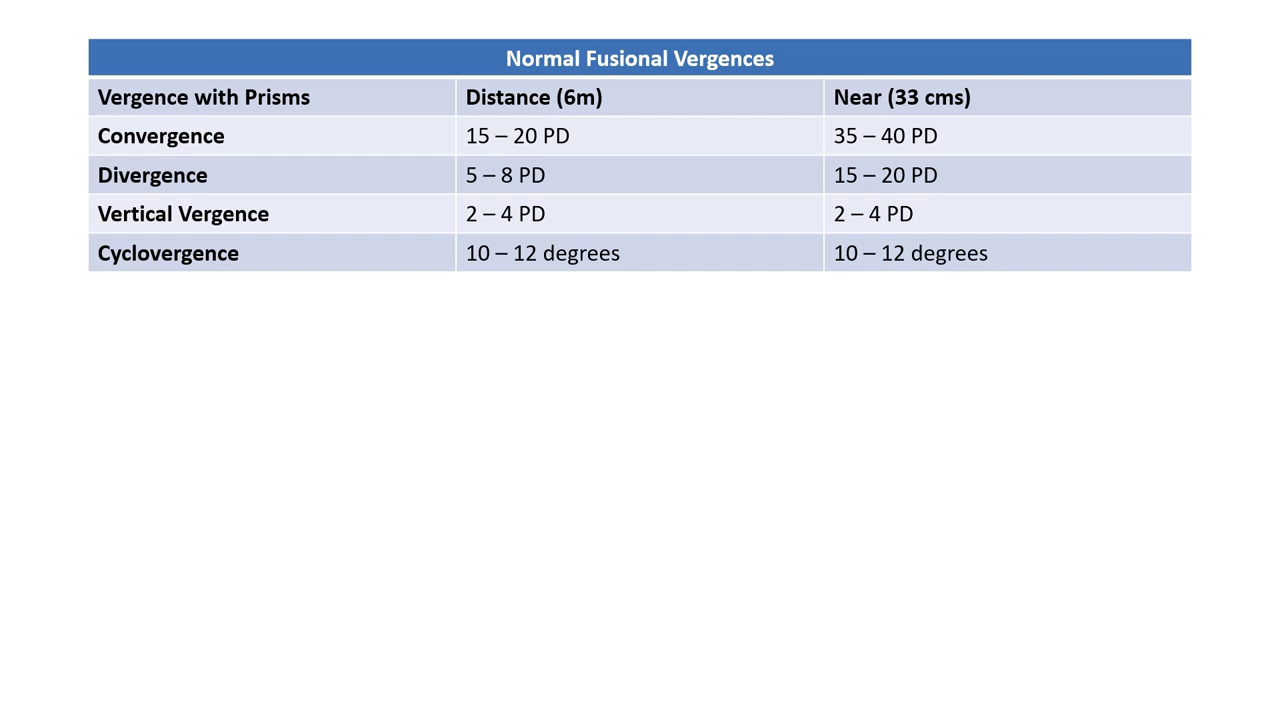 Normal Fusional Vergences
Vergence with Prisms Distance (6m) Near (33 cms)
Convergence 15 – 20 PD 35 – 40 PD
Divergence 5 – 8 PD 15 – 20 PD
Vertical Vergence 2 – 4 PD 2 – 4 PD
Cyclovergence 10 – 12 degrees 10 – 12 degrees